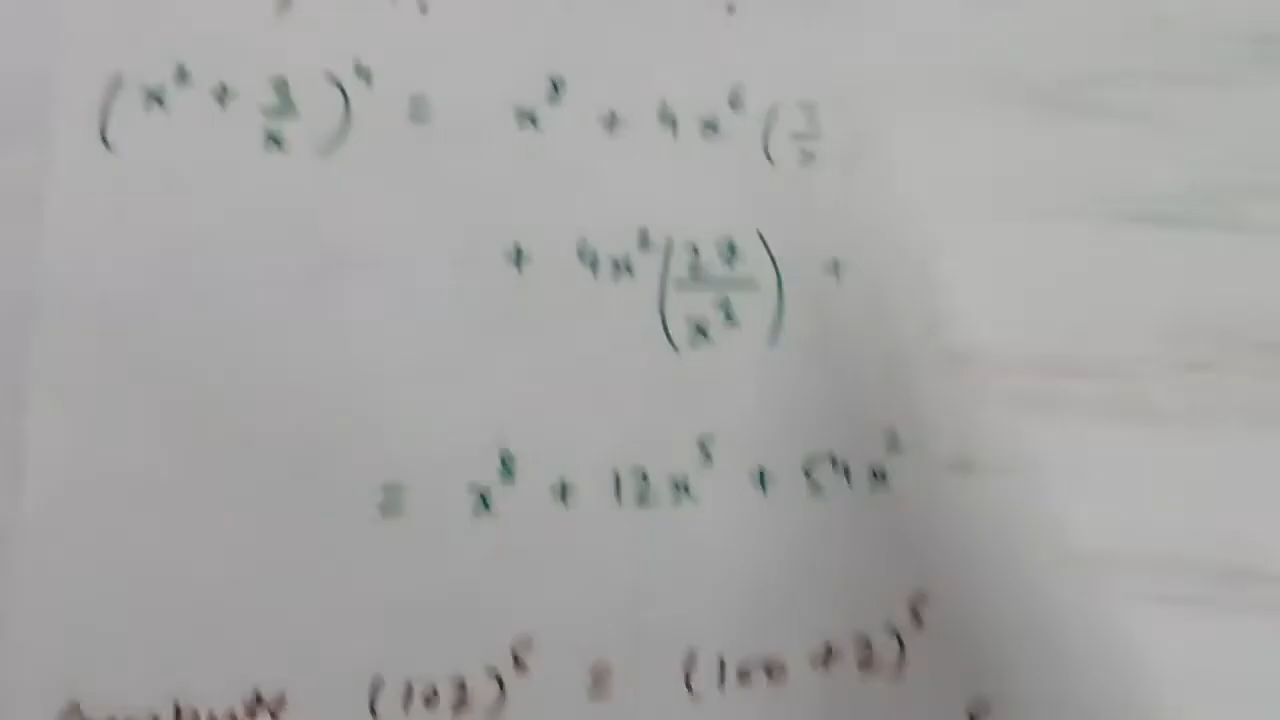 (x² + 3/x)⁴ = x⁸ + 4x⁶ (3/x
+ 4x² (27/x³) +
= x⁸ + 12x⁵ + 54x²
(102)⁵ = (100 + 2)⁵